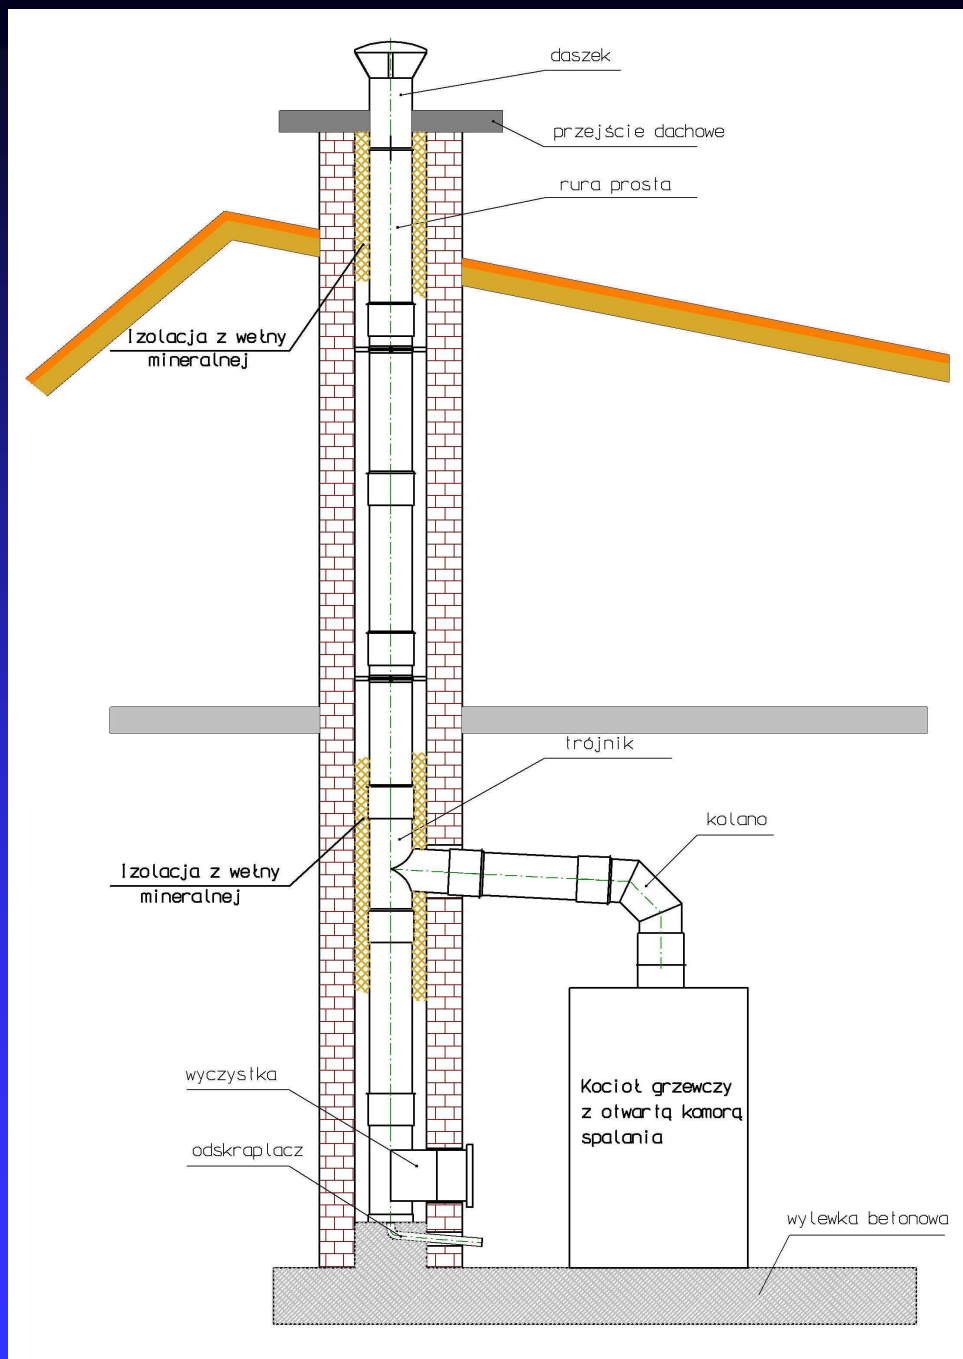 daszek
przejście dachowe
rura prosta
Izolacja z wełny
mineralnej
trójnik
kolano
Izolacja z wełny
mineralnej
wyczystka
Kocioł grzewczy
z otwartą komorą
spalania
odskraplacz
wylewka betonowa